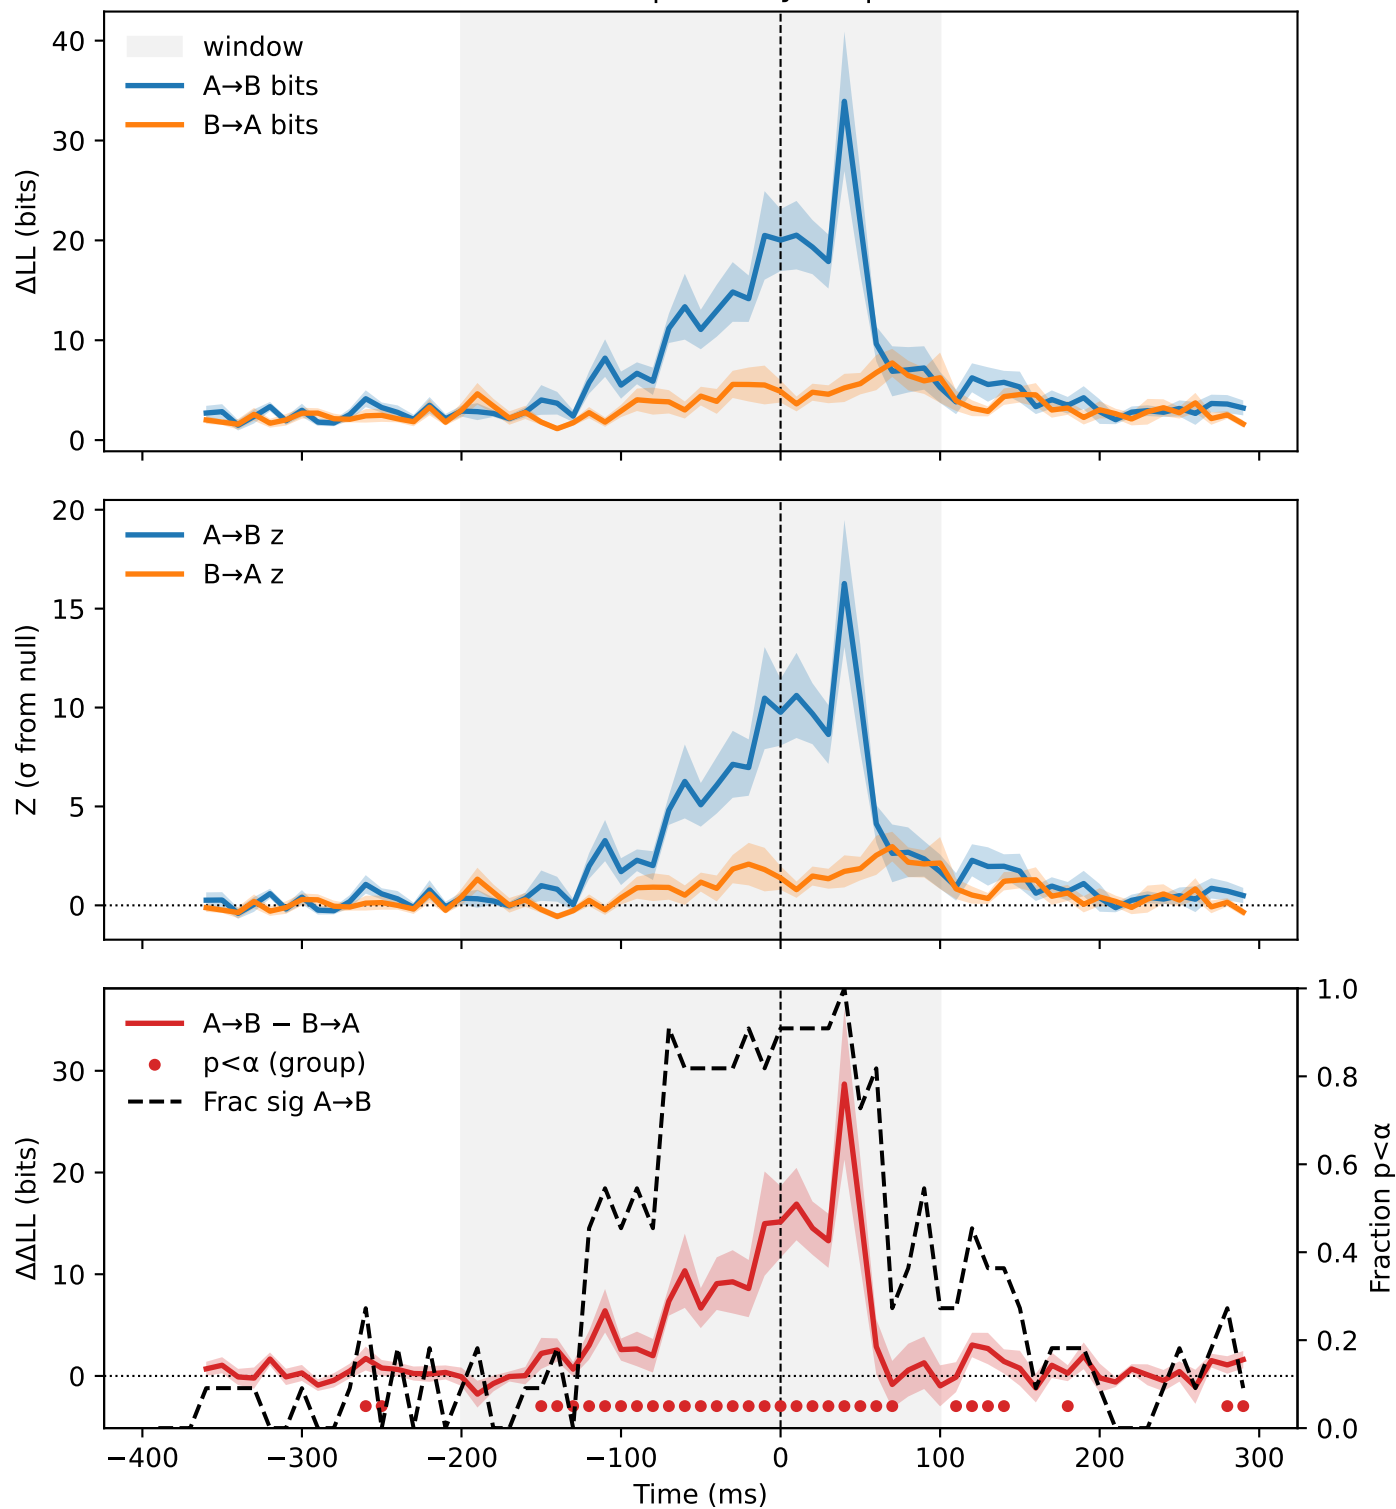 40
30
20
10
0
ΔLL (bits)
window
A→B bits
B→A bits
20
15
10
5
0
Z (σ from null)
A→B z
B→A z
30
20
10
0
ΔΔLL (bits)
A→B − B→A
p<α (group)
Frac sig A→B
1.0
0.8
0.6
0.4
0.2
0.0
Fraction p<α
−400 −300 −200 −100 0 100 200 300
Time (ms)